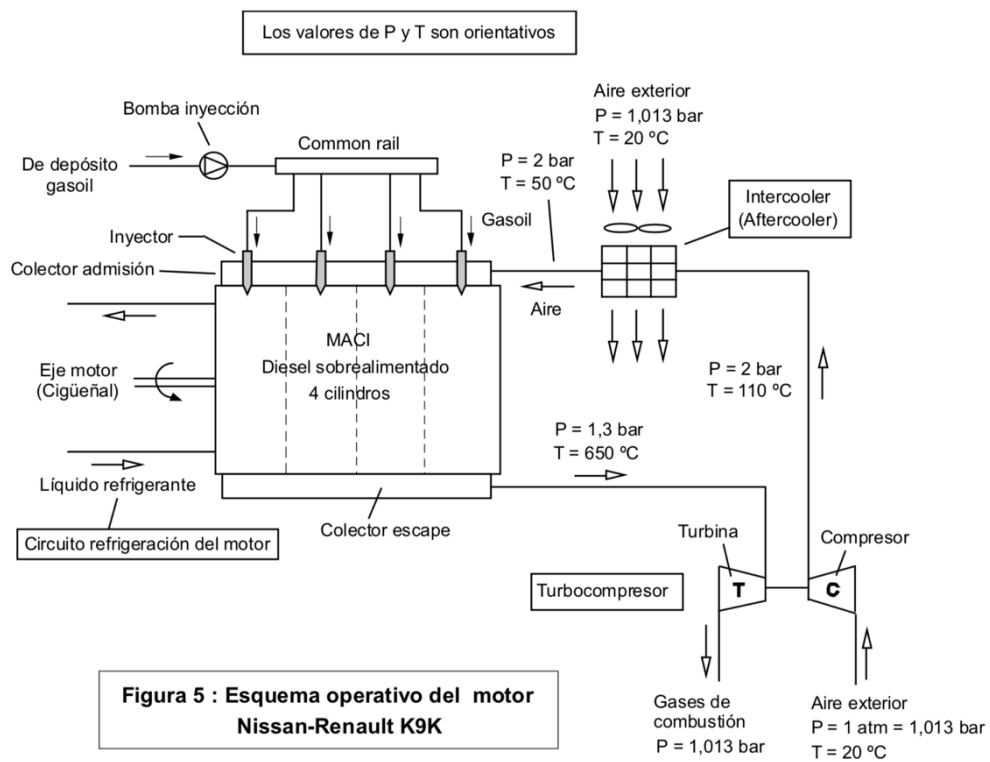 Los valores de P y T son orientativos
Bomba inyección
Common rail
De depósito
gasoil
Aire exterior
P = 1,013 bar
T = 20 ºC
P = 2 bar
T = 50 ºC
Intercooler
(Aftercooler)
Gasoil
Inyector
Colector admisión
Aire
MACI
Diesel sobrealimentado
4 cilindros
Eje motor
(Cigüeñal)
P = 2 bar
T = 110 ºC
P = 1,3 bar
T = 650 ºC
Líquido refrigerante
Colector escape
Circuito refrigeración del motor
Turbina
Compresor
Turbocompresor
T
C
Figura 5 : Esquema operativo del motor
Nissan-Renault K9K
Gases de
combustión
P = 1,013 bar
Aire exterior
P = 1 atm = 1,013 bar
T = 20 ºC